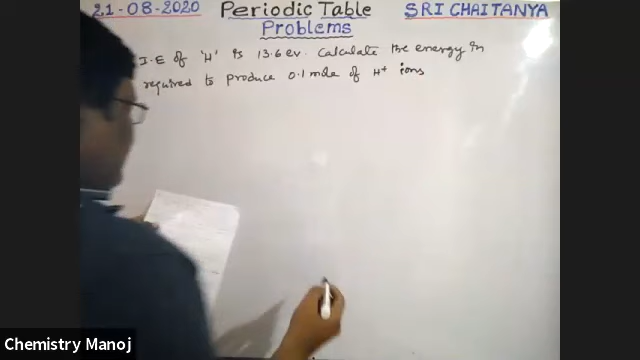 21-08-2020 Periodic Table SRI CHAITANYA
Problems
I.E of 'H' is 13.6 ev. Calculate the energy in
required to produce 0.1 mole of H+ ions
Chemistry Manoj